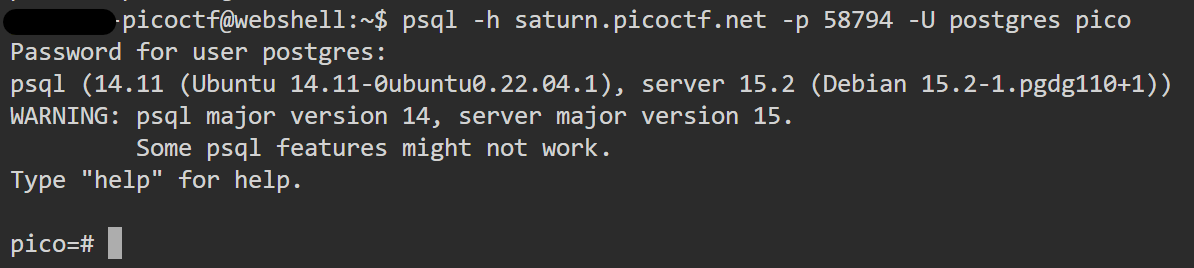 -picoctf@webshell:~$ psql -h saturn.picoctf.net -p 58794 -U postgres pico
Password for user postgres:
psql (14.11 (Ubuntu 14.11-0ubuntu0.22.04.1), server 15.2 (Debian 15.2-1.pgdg110+1))
WARNING: psql major version 14, server major version 15.
         Some psql features might not work.
Type "help" for help.

pico=#